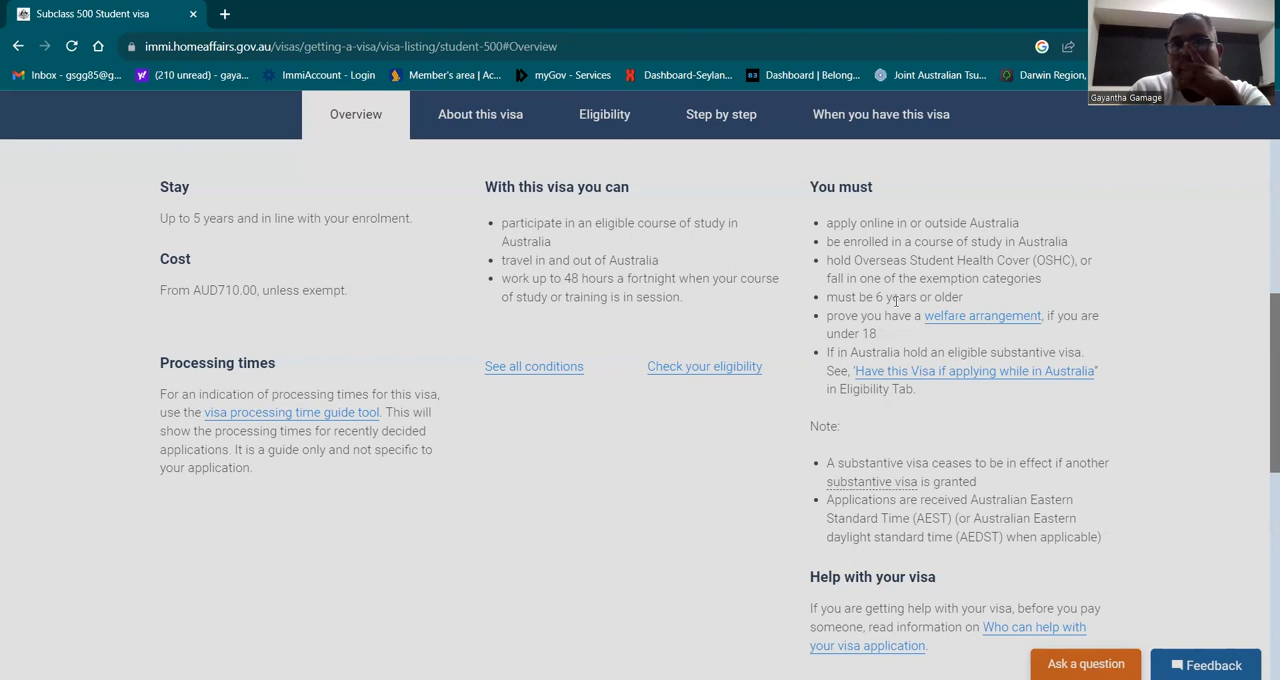 Subclass 500 Student visa
immi.homeaffairs.gov.au/visas/getting-a-visa/visa-listing/student-500#Overview
Inbox - gsgg85@g...
(210 unread) - gaya...
ImmiAccount - Login
Member's area | Ac...
myGov - Services
Dashboard-Seylan...
Dashboard | Belong...
Joint Australian Tsu...
Darwin Region,
Gayantha Gamage
Overview
About this visa
Eligibility
Step by step
When you have this visa
Stay
Up to 5 years and in line with your enrolment.
Cost
From AUD710.00, unless exempt.
Processing times
For an indication of processing times for this visa,
use the visa processing time guide tool. This will
show the processing times for recently decided
applications. It is a guide only and not specific to
your application.
With this visa you can
participate in an eligible course of study in
Australia
travel in and out of Australia
work up to 48 hours a fortnight when your course
of study or training is in session.
See all conditions
Check your eligibility
You must
apply online in or outside Australia
be enrolled in a course of study in Australia
hold Overseas Student Health Cover (OSHC), or
fall in one of the exemption categories
must be 6 years or older
prove you have a welfare arrangement, if you are
under 18
If in Australia hold an eligible substantive visa.
See, 'Have this Visa if applying while in Australia"
in Eligibility Tab.
Note:
A substantive visa ceases to be in effect if another
substantive visa is granted
Applications are received Australian Eastern
Standard Time (AEST) (or Australian Eastern
daylight standard time (AEDST) when applicable)
Help with your visa
If you are getting help with your visa, before you pay
someone, read information on Who can help with
your visa application.
Ask a question
Feedback